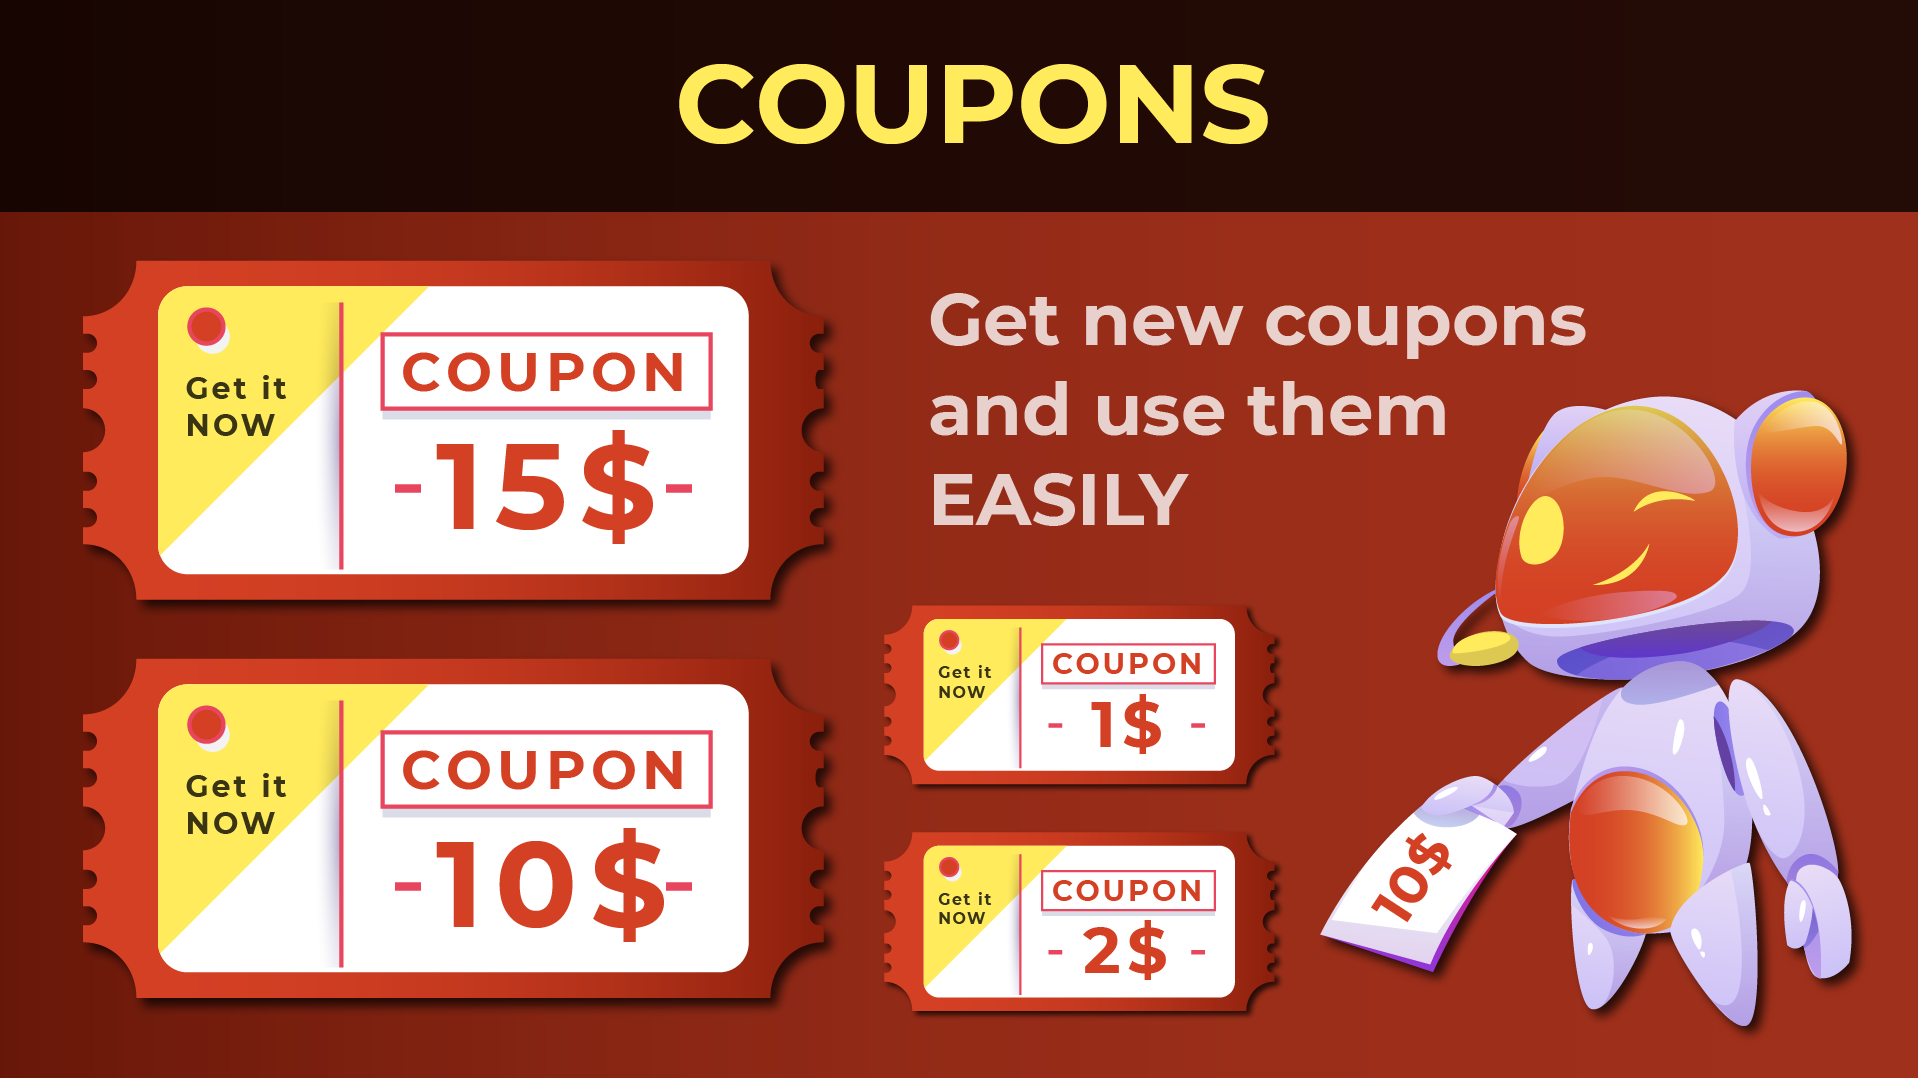 COUPONS
Get it
NOW
COUPON
-15$-
Get new coupons
and use them
EASILY
Get it
NOW
COUPON
-10$-
Get it
NOW
COUPON
- 1$ -
Get it
NOW
COUPON
- 2$ -
10$